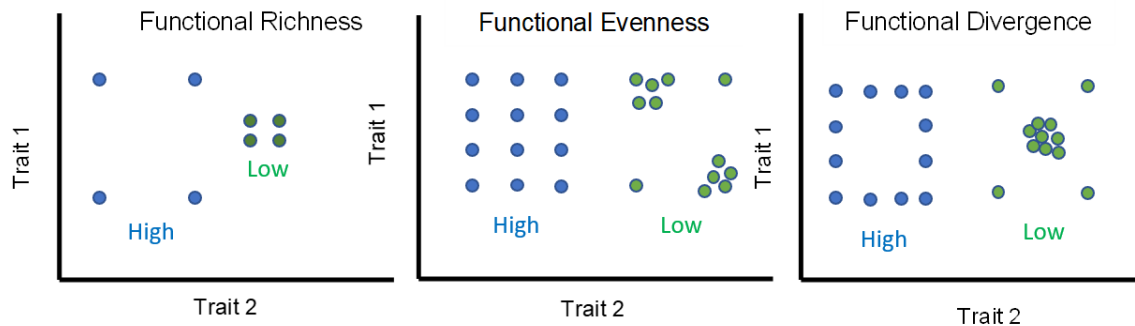 Functional Richness
Trait 1
Low
High
Trait 2
Functional Evenness
Trait 1
High
Low
Trait 2
Functional Divergence
Trait 1
High
Low
Trait 2